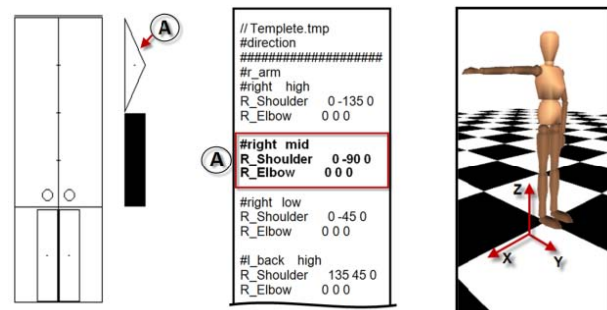 A
// Templete.tmp
#direction
####################
#r_arm
#right high
R_Shoulder 0 -135 0
R_Elbow 0 0 0
A
#right mid
R_Shoulder 0 -90 0
R_Elbow 0 0 0
#right low
R_Shoulder 0 -45 0
R_Elbow 0 0 0
#l_back high
R_Shoulder 135 45 0
R_Elbow 0 0 0
Z
X
Y